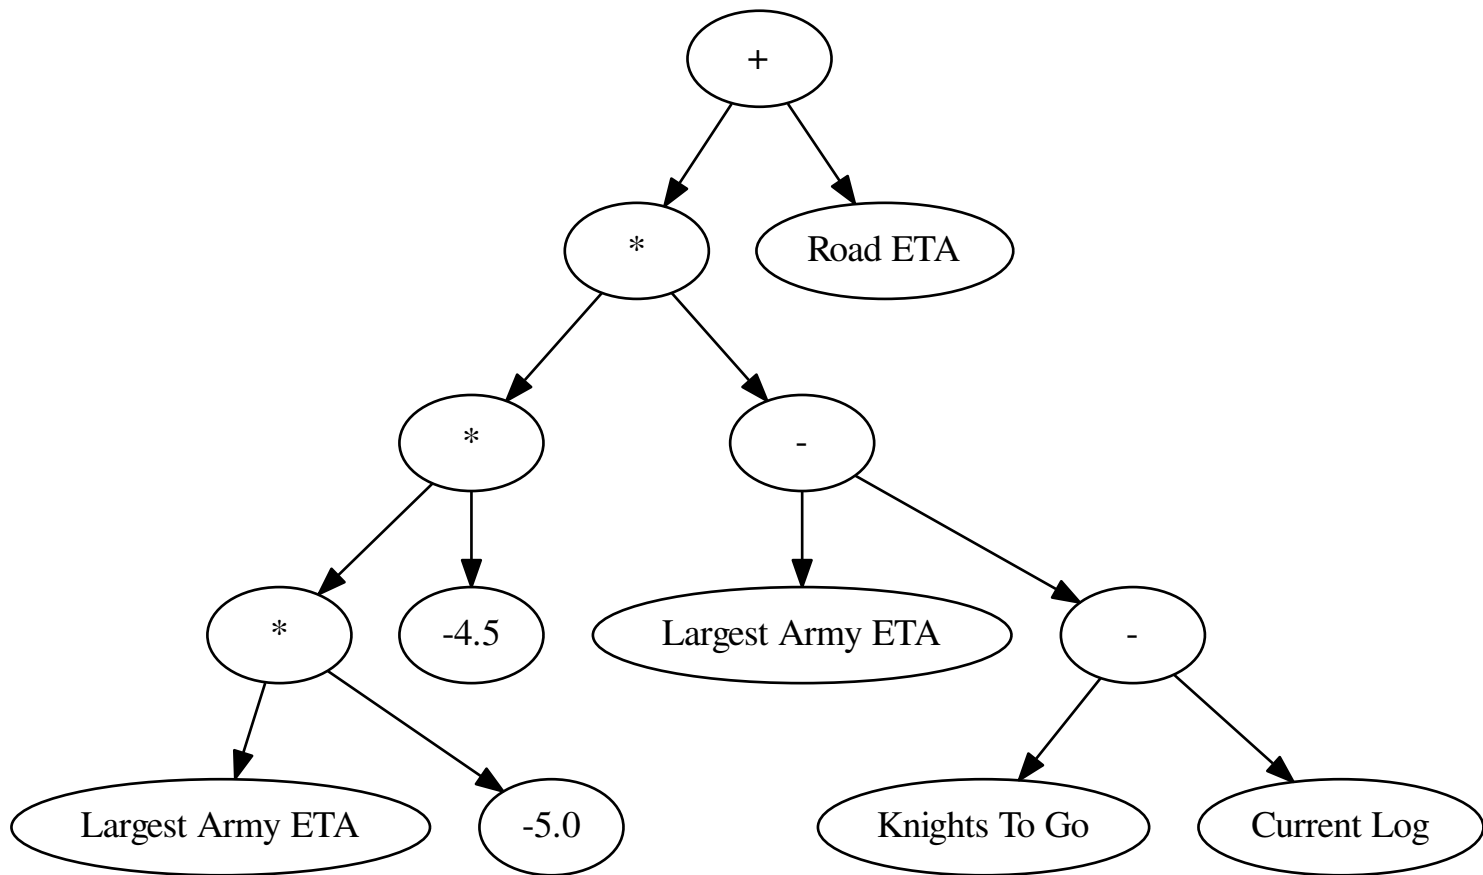 +
*
Road ETA
*
-
*
-4.5
Largest Army ETA
-
Largest Army ETA
-5.0
Knights To Go
Current Log